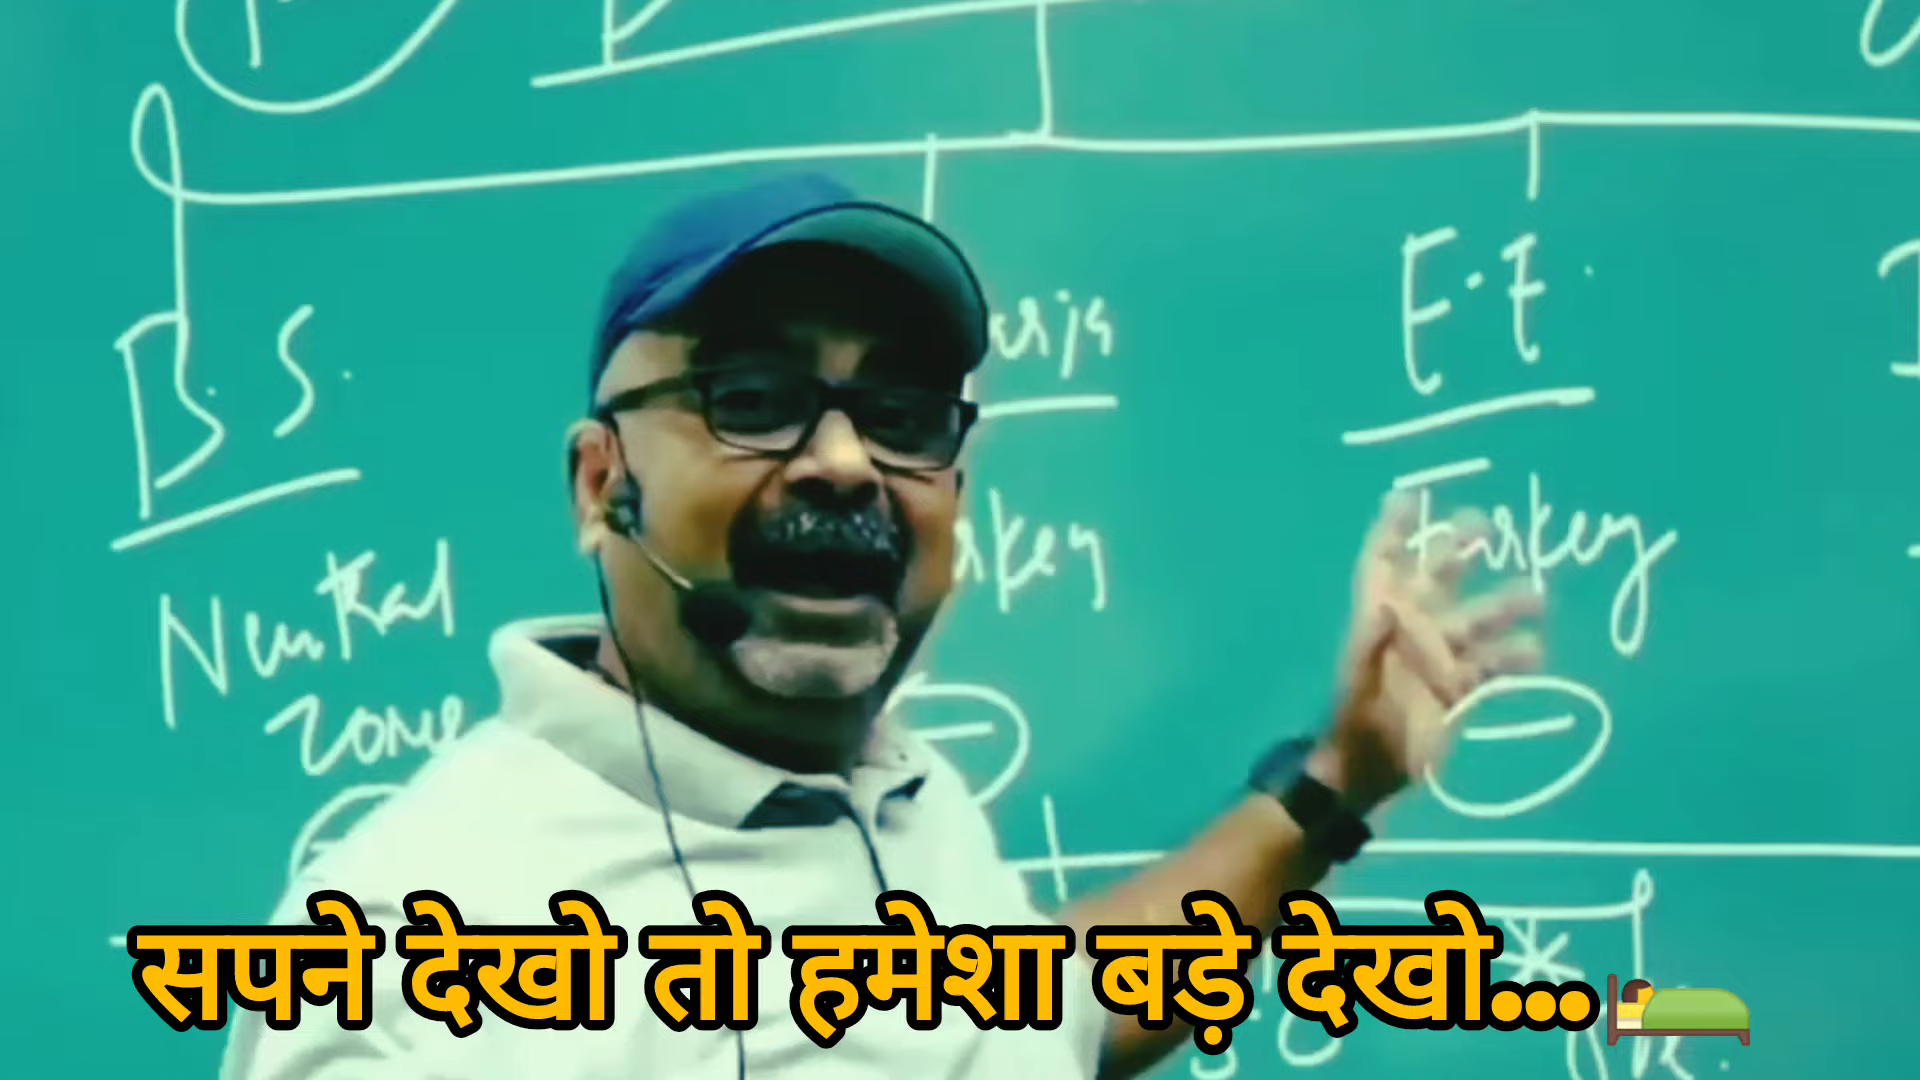 B. S.
E. E.
Turkey
Neutral
zone
सपने देखो तो हमेशा बड़े देखो...